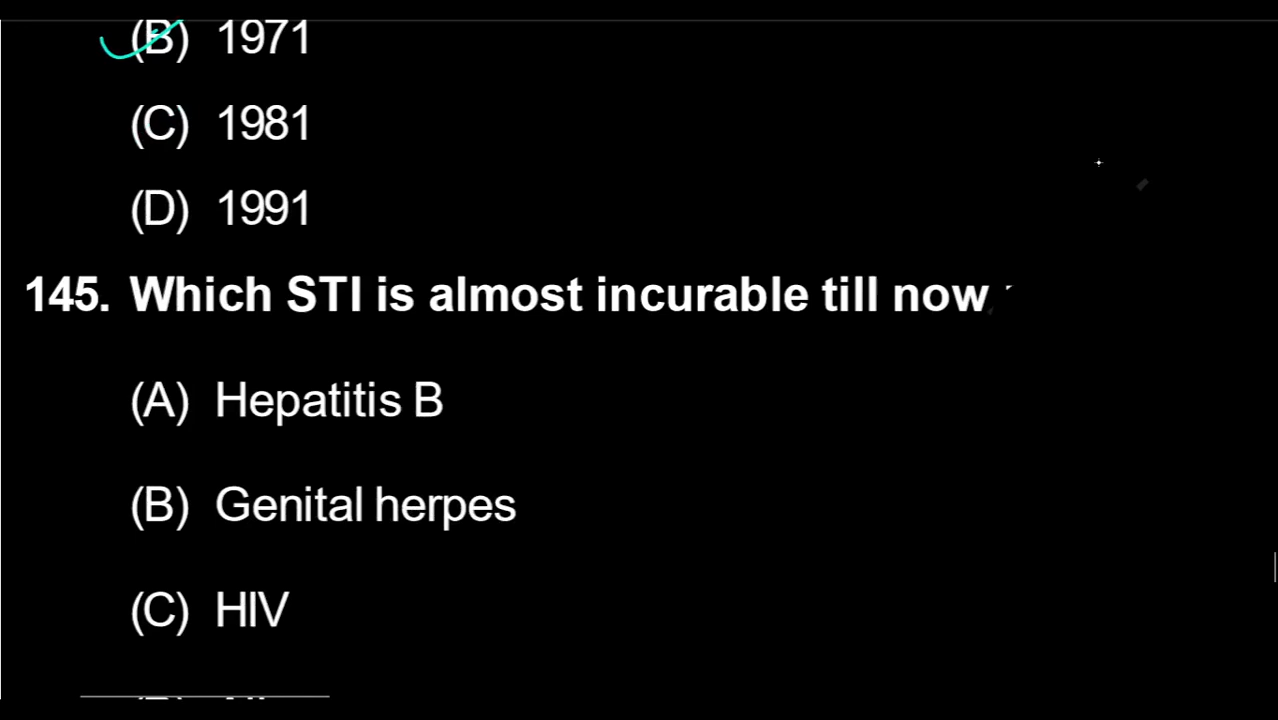 (B) 1971
(C) 1981
(D) 1991
145. Which STI is almost incurable till now
(A) Hepatitis B
(B) Genital herpes
(C) HIV